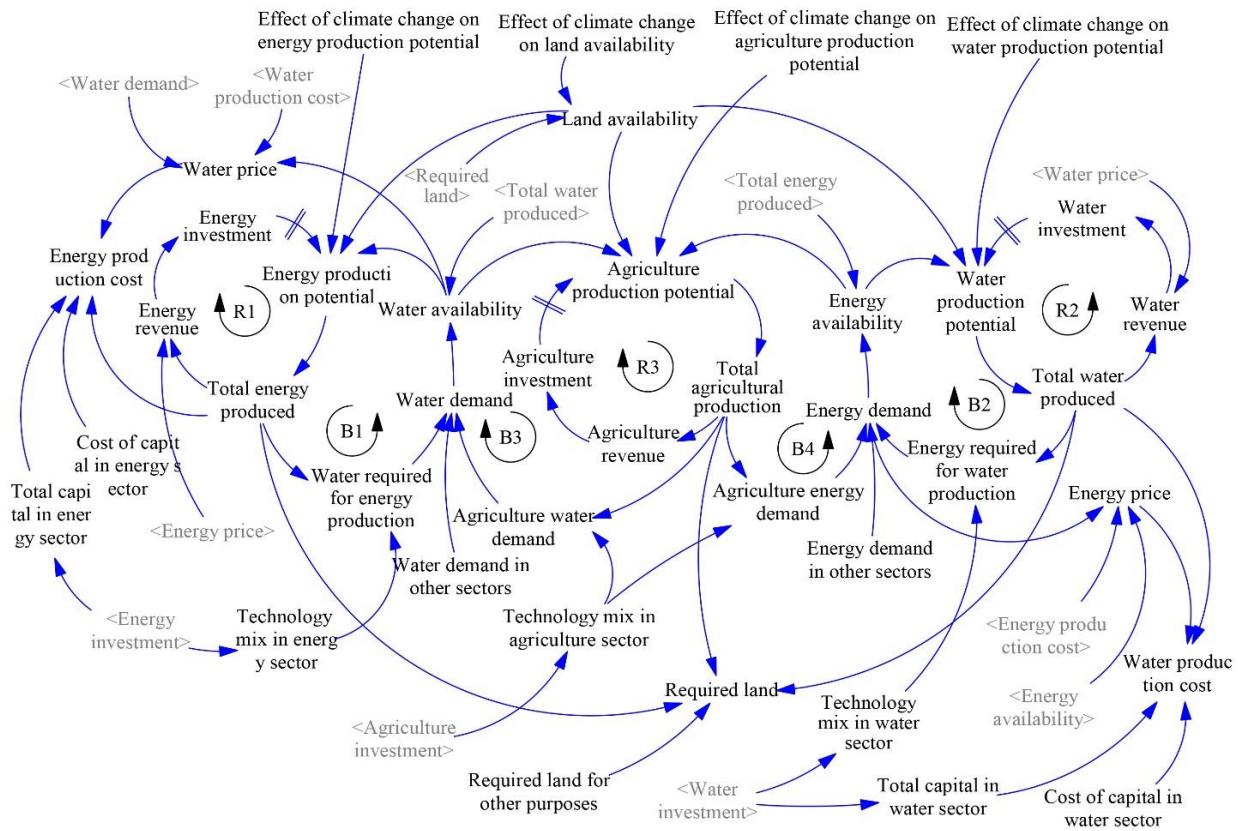 Effect of climate change on
energy production potential
Effect of climate change
on land availability
Effect of climate change on
agriculture production
potential
Effect of climate change on
water production potential
<Water demand>
<Water
production cost>
Land availability
Water price
<Required
land>
<Total water
produced>
<Total energy
produced>
<Water price>
Energy
investment
Water
investment
Energy prod
uction cost
Energy producti
on potential
Agriculture
production potential
Water
production
potential
Energy
revenue
R1
Water availability
Energy
availability
R2
Water
revenue
Agriculture
investment
R3
Total
agricultural
production
Total energy
produced
Water demand
Energy demand
Total water
produced
B1
B3
B4
B2
Agriculture
revenue
Cost of capit
al in energy s
ector
Water required
for energy
production
Energy required
for water
production
Total capi
tal in ener
gy sector
Agriculture water
demand
Agriculture energy
demand
Energy price
<Energy price>
Water demand in
other sectors
Energy demand
in other sectors
<Energy
investment>
Technology
mix in energ
y sector
Technology mix in
agriculture sector
<Energy produ
ction cost>
Required land
Technology
mix in water
sector
<Energy
availability>
Water produc
tion cost
<Agriculture
investment>
Required land for
other purposes
<Water
investment>
Total capital in
water sector
Cost of capital in
water sector